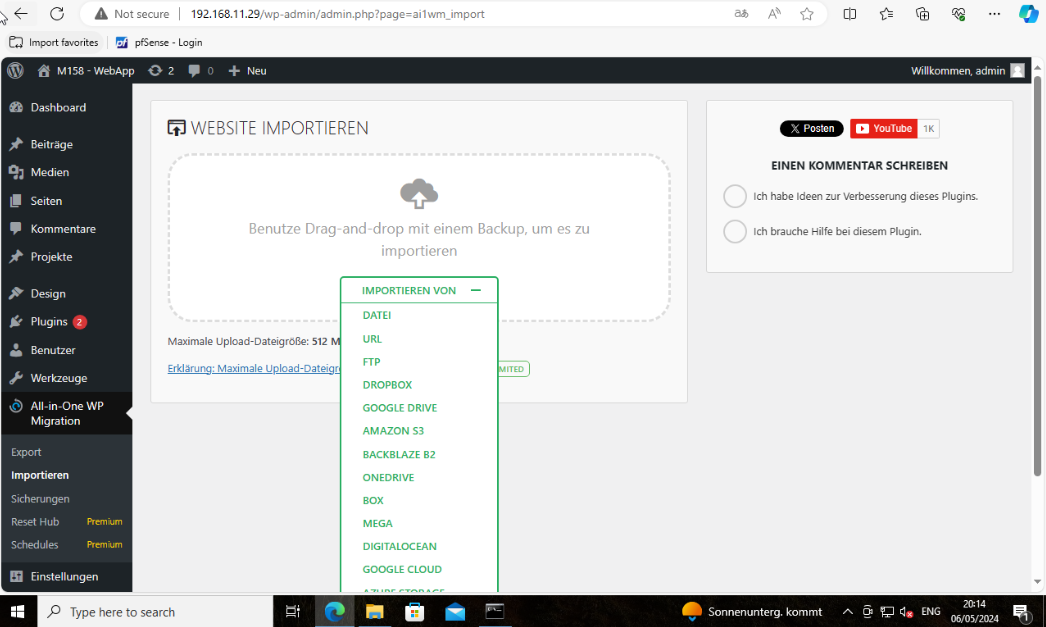 Not secure
192.168.11.29/wp-admin/admin.php?page=ai1wm_import
Import favorites
pfSense - Login
M158 - WebApp
2
0
Neu
Willkommen, admin
Dashboard
Beiträge
Medien
Seiten
Kommentare
Projekte
Design
Plugins 2
Benutzer
Werkzeuge
All-in-One WP
Migration
Export
Importieren
Sicherungen
Reset Hub Premium
Schedules Premium
Einstellungen
WEBSITE IMPORTIEREN
Benutze Drag-and-drop mit einem Backup, um es zu
importieren
IMPORTIEREN VON
DATEI
URL
FTP
DROPBOX
GOOGLE DRIVE
AMAZON S3
BACKBLAZE B2
ONEDRIVE
BOX
MEGA
DIGITALOCEAN
GOOGLE CLOUD
AZURE STORAGE
Maximale Upload-Dateigröße: 512 M
Erklärung: Maximale Upload-Dateigr
MITED
Posten
YouTube 1K
EINEN KOMMENTAR SCHREIBEN
Ich habe Ideen zur Verbesserung dieses Plugins.
Ich brauche Hilfe bei diesem Plugin.
Type here to search
Sonnenunterg. kommt
ENG
20:14
06/05/2024
1